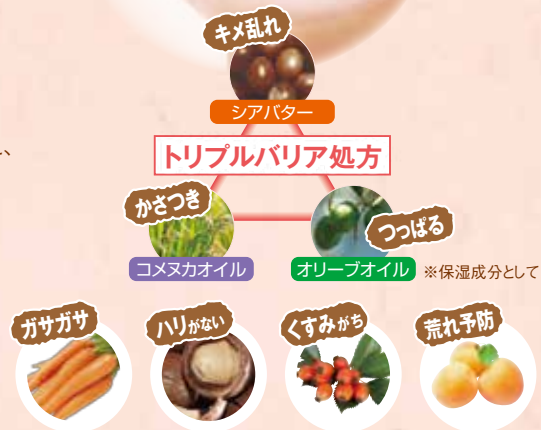 キメ乱れ
シアバター
、
トリプルバリア処方
かさつき
つっぱる
コメヌカオイル
オリーブオイル
※保湿成分として
ガサガサ
ハリがない
くすみがち
荒れ予防